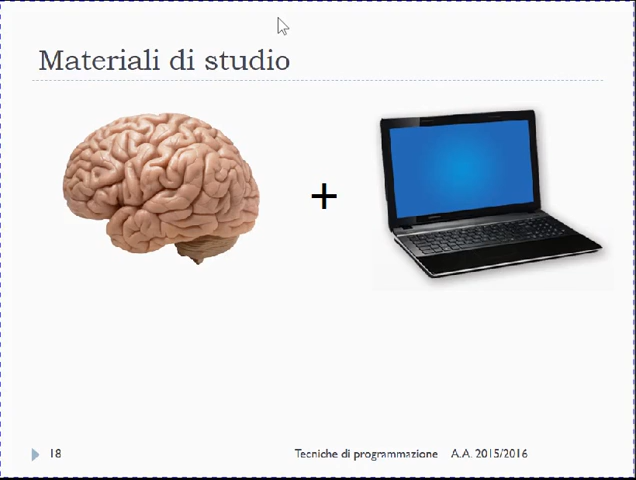 Materiali di studio
+
18
Tecniche di programmazione A.A. 2015/2016